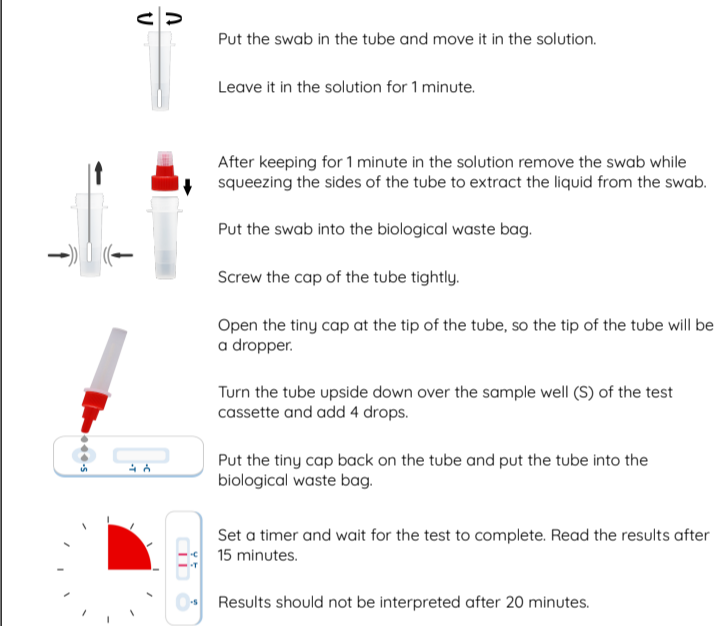 Put the swab in the tube and move it in the solution.
Leave it in the solution for 1 minute.
After keeping for 1 minute in the solution remove the swab while
squeezing the sides of the tube to extract the liquid from the swab.
Put the swab into the biological waste bag.
Screw the cap of the tube tightly.
Open the tiny cap at the tip of the tube, so the tip of the tube will be
a dropper.
Turn the tube upside down over the sample well (S) of the test
cassette and add 4 drops.
S
T C
Put the tiny cap back on the tube and put the tube into the
biological waste bag.
Set a timer and wait for the test to complete. Read the results after
15 minutes.
C
T
S
Results should not be interpreted after 20 minutes.